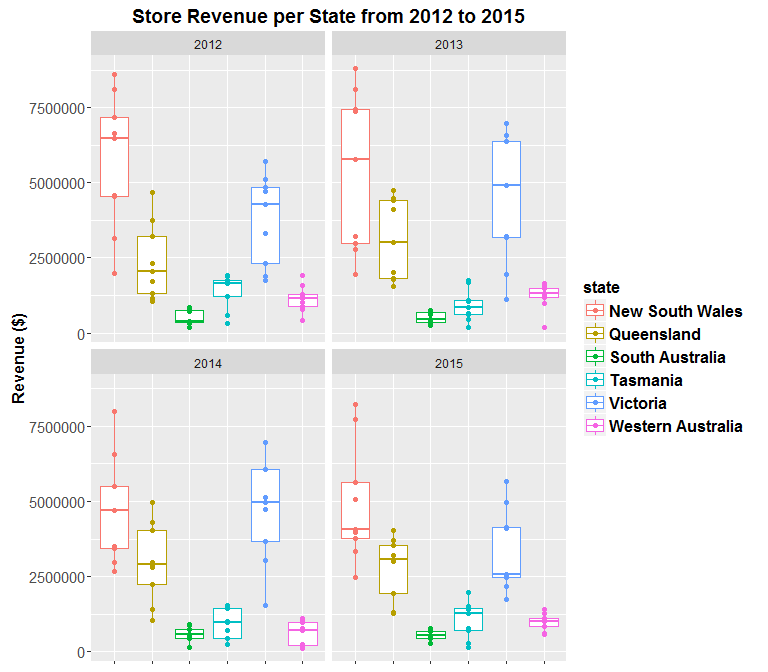 Store Revenue per State from 2012 to 2015
2012
2013
7500000
5000000
2500000
0
Revenue ($)
2014
2015
7500000
5000000
2500000
0
state
New South Wales
Queensland
South Australia
Tasmania
Victoria
Western Australia